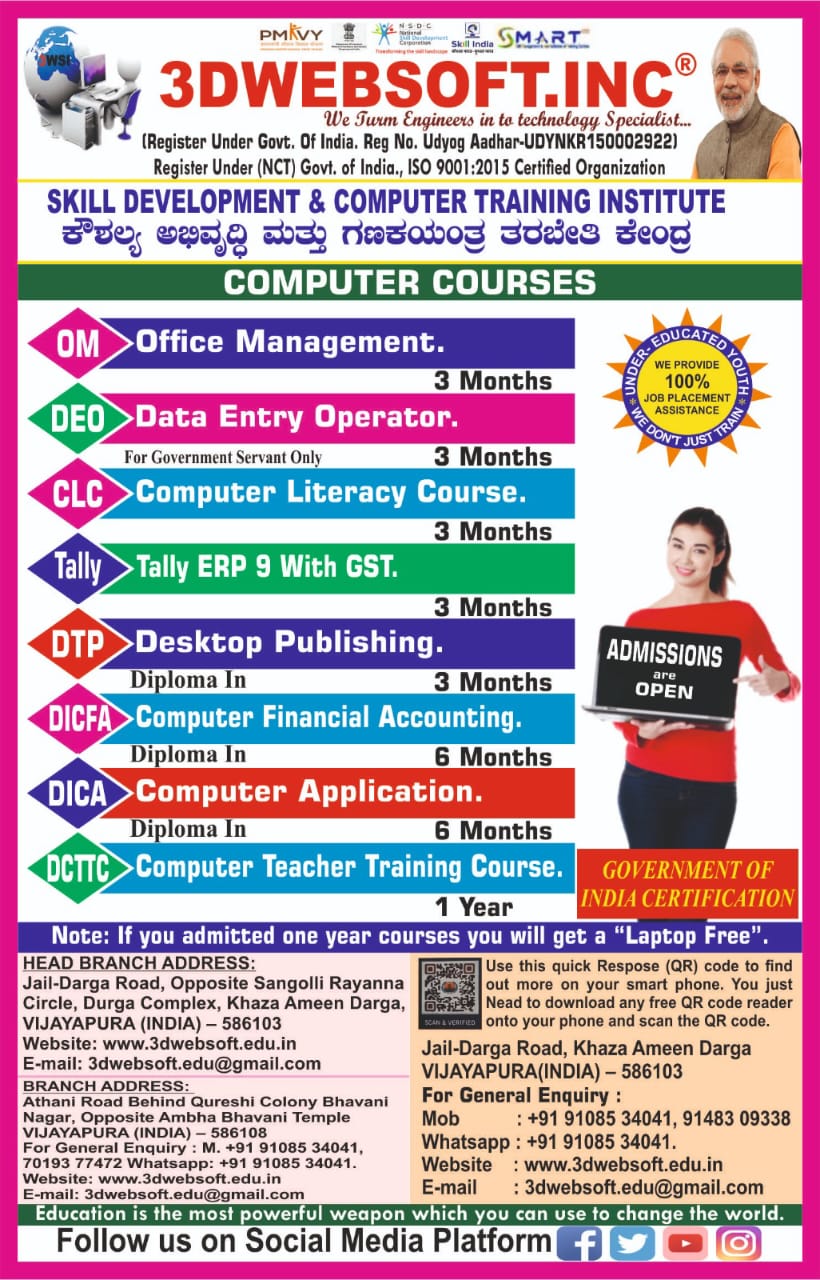 PMKVY
N·S·D·C
National
Skill Development
Corporation
Transforming the skill landscape
Skill India
कौशल भारत-कुशल भारत
SMART
3DWEBSOFT.INC®
We Turm Engineers in to technology Specialist...
(Register Under Govt. Of India. Reg No. Udyog Aadhar-UDYNKR150002922)
Register Under (NCT) Govt. of India., ISO 9001:2015 Certified Organization
SKILL DEVELOPMENT & COMPUTER TRAINING INSTITUTE
ಕೌಶಲ್ಯ ಅಭಿವೃದ್ಧಿ ಮತ್ತು ಗಣಕಯಂತ್ರ ತರಬೇತಿ ಕೇಂದ್ರ
COMPUTER COURSES
OM Office Management.
3 Months
DEO Data Entry Operator.
For Government Servant Only 3 Months
CLC Computer Literacy Course.
3 Months
Tally Tally ERP 9 With GST.
3 Months
DTP Desktop Publishing.
Diploma In 3 Months
DICFA Computer Financial Accounting.
Diploma In 6 Months
DICA Computer Application.
Diploma In 6 Months
DCTTC Computer Teacher Training Course.
1 Year
UNDER- EDUCATED YOUTH
WE PROVIDE
100%
JOB PLACEMENT
ASSISTANCE
WE DON'T JUST TRAIN
ADMISSIONS
are
OPEN
GOVERNMENT OF
INDIA CERTIFICATION
Note: If you admitted one year courses you will get a “Laptop Free”.
HEAD BRANCH ADDRESS:
Jail-Darga Road, Opposite Sangolli Rayanna
Circle, Durga Complex, Khaza Ameen Darga,
VIJAYAPURA (INDIA) – 586103
Website: www.3dwebsoft.edu.in
E-mail: 3dwebsoft.edu@gmail.com
BRANCH ADDRESS:
Athani Road Behind Qureshi Colony Bhavani
Nagar, Opposite Ambha Bhavani Temple
VIJAYAPURA (INDIA) – 586108
For General Enquiry : M. +91 91085 34041,
70193 77472 Whatsapp: +91 91085 34041.
Website: www.3dwebsoft.edu.in
E-mail: 3dwebsoft.edu@gmail.com
SCAN & VERIFIED
Use this quick Respose (QR) code to find
out more on your smart phone. You just
Nead to download any free QR code reader
onto your phone and scan the QR code.
Jail-Darga Road, Khaza Ameen Darga
VIJAYAPURA(INDIA) – 586103
For General Enquiry :
Mob : +91 91085 34041, 91483 09338
Whatsapp : +91 91085 34041.
Website : www.3dwebsoft.edu.in
E-mail : 3dwebsoft.edu@gmail.com
Education is the most powerful weapon which you can use to change the world.
Follow us on Social Media Platform